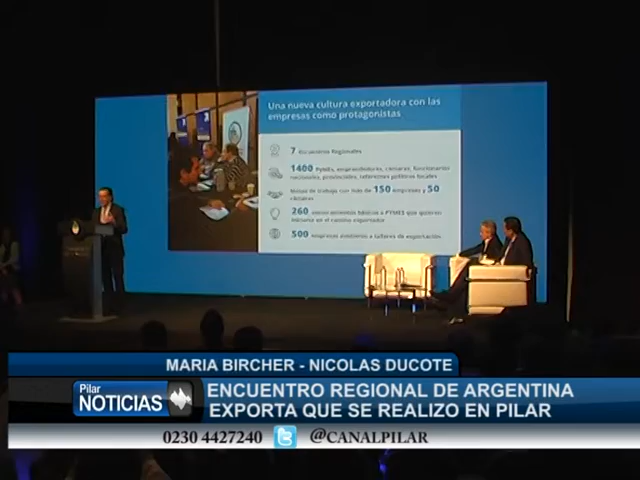 Una nueva cultura exportadora con las
empresas como protagonistas
7 Encuentros Regionales
1400 PyMEs, emprendedores, cámaras, funcionarios
nacionales, provinciales, referentes políticos locales
Mesas de trabajo con más de 150 empresas y 50
cámaras
260 asesoramientos básicos a PYMES que quieren
iniciarse en el camino exportador
500 empresas asistieron a talleres de exportación
MARIA BIRCHER - NICOLAS DUCOTE
Pilar
NOTICIAS
ENCUENTRO REGIONAL DE ARGENTINA
EXPORTA QUE SE REALIZO EN PILAR
0230 4427240 @CANALPILAR